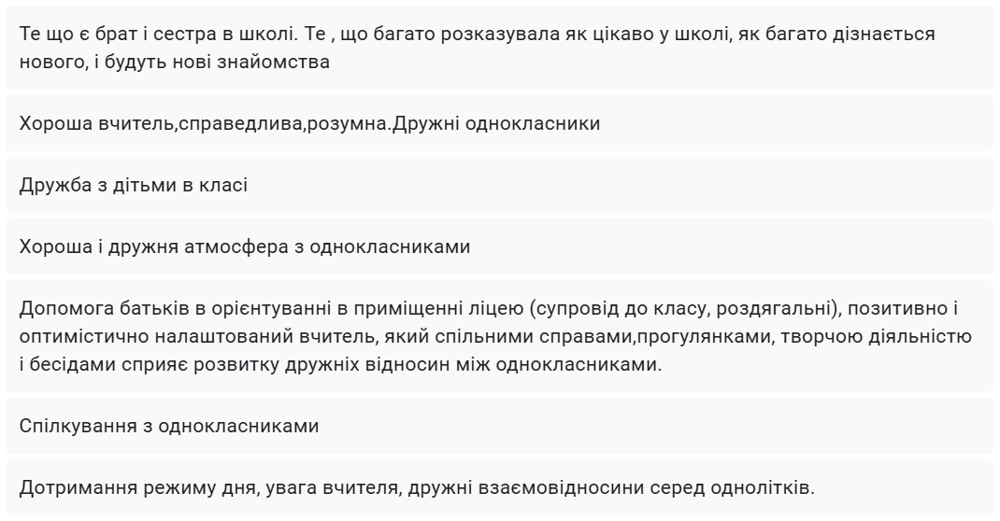 Те що є брат і сестра в школі. Те , що багато розказувала як цікаво у школі, як багато дізнається
нового, і будуть нові знайомства
Хороша вчитель,справедлива,розумна.Дружні однокласники
Дружба з дітьми в класі
Хороша і дружня атмосфера з однокласниками
Допомога батьків в орієнтуванні в приміщенні ліцею (супровід до класу, роздягальні), позитивно і
оптимістично налаштований вчитель, який спільними справами,прогулянками, творчою діяльністю
і бесідами сприяє розвитку дружніх відносин між однокласниками.
Спілкування з однокласниками
Дотримання режиму дня, увага вчителя, дружні взаємовідносини серед однолітків.